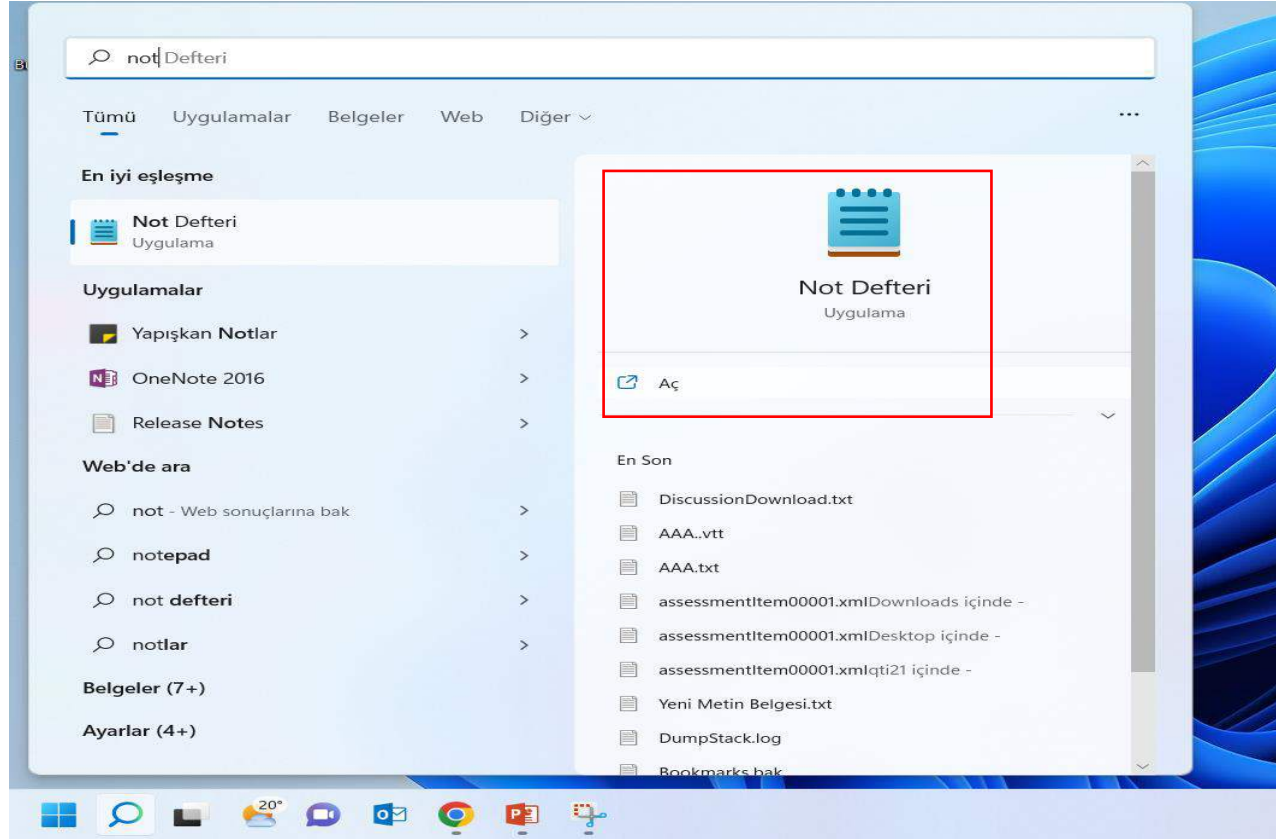 not Defteri
Tümü Uygulamalar Belgeler Web Diğer
En iyi eşleşme
Not Defteri
Uygulama
Uygulamalar
Yapışkan Notlar
OneNote 2016
Release Notes
Web'de ara
not - Web sonuçlarına bak
notepad
not defteri
notlar
Belgeler (7+)
Ayarlar (4+)
Not Defteri
Uygulama
Aç
En Son
DiscussionDownload.txt
AAA..vtt
AAA.txt
assessmentItem00001.xmlDownloads içinde -
assessmentItem00001.xmlDesktop içinde -
assessmentItem00001.xmlqti21 içinde -
Yeni Metin Belgesi.txt
DumpStack.log
Bookmarks.bak
20°